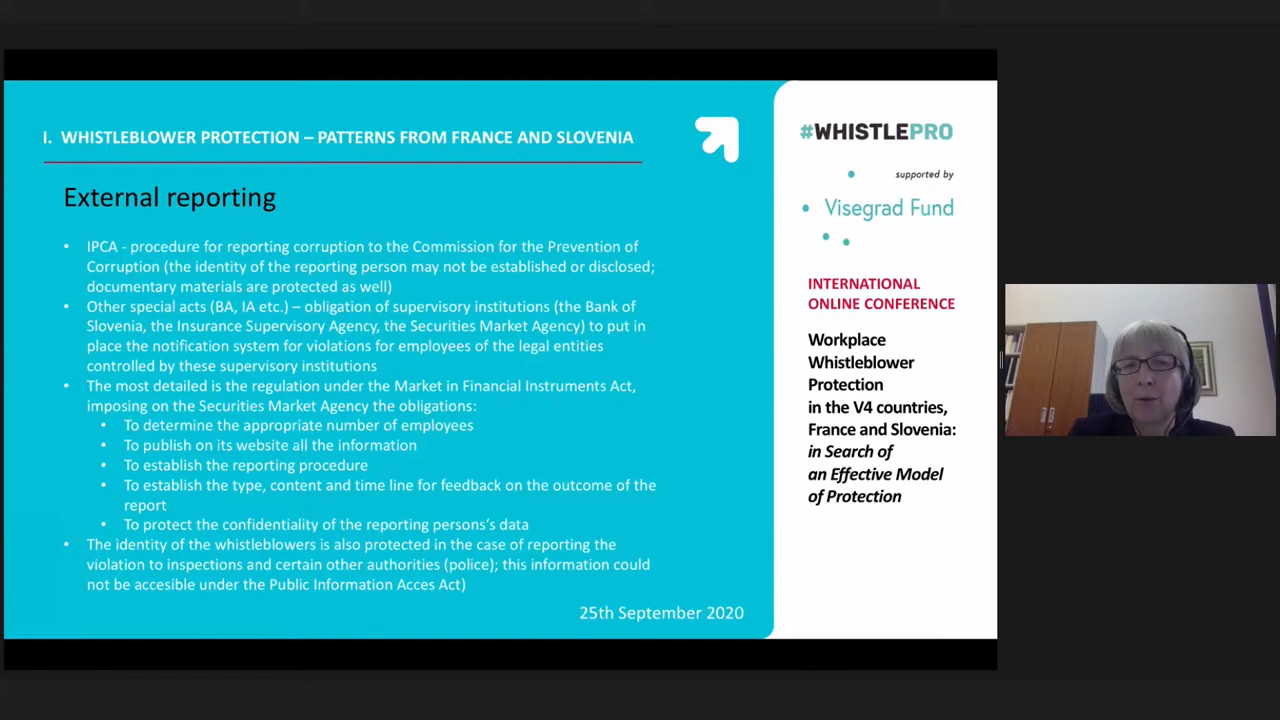 I. WHISTLEBLOWER PROTECTION – PATTERNS FROM FRANCE AND SLOVENIA
External reporting
• IPCA - procedure for reporting corruption to the Commission for the Prevention of
Corruption (the identity of the reporting person may not be established or disclosed;
documentary materials are protected as well)
• Other special acts (BA, IA etc.) – obligation of supervisory institutions (the Bank of
Slovenia, the Insurance Supervisory Agency, the Securities Market Agency) to put in
place the notification system for violations for employees of the legal entities
controlled by these supervisory institutions
• The most detailed is the regulation under the Market in Financial Instruments Act,
imposing on the Securities Market Agency the obligations:
• To determine the appropriate number of employees
• To publish on its website all the information
• To establish the reporting procedure
• To establish the type, content and time line for feedback on the outcome of the
report
• To protect the confidentiality of the reporting persons's data
• The identity of the whistleblowers is also protected in the case of reporting the
violation to inspections and certain other authorities (police); this information could
not be accesible under the Public Information Acces Act)
25th September 2020
#WHISTLEPRO
supported by
Visegrad Fund
INTERNATIONAL
ONLINE CONFERENCE
Workplace
Whistleblower
Protection
in the V4 countries,
France and Slovenia:
in Search of
an Effective Model
of Protection